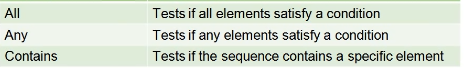 All Tests if all elements satisfy a condition
Any Tests if any elements satisfy a condition
Contains Tests if the sequence contains a specific element